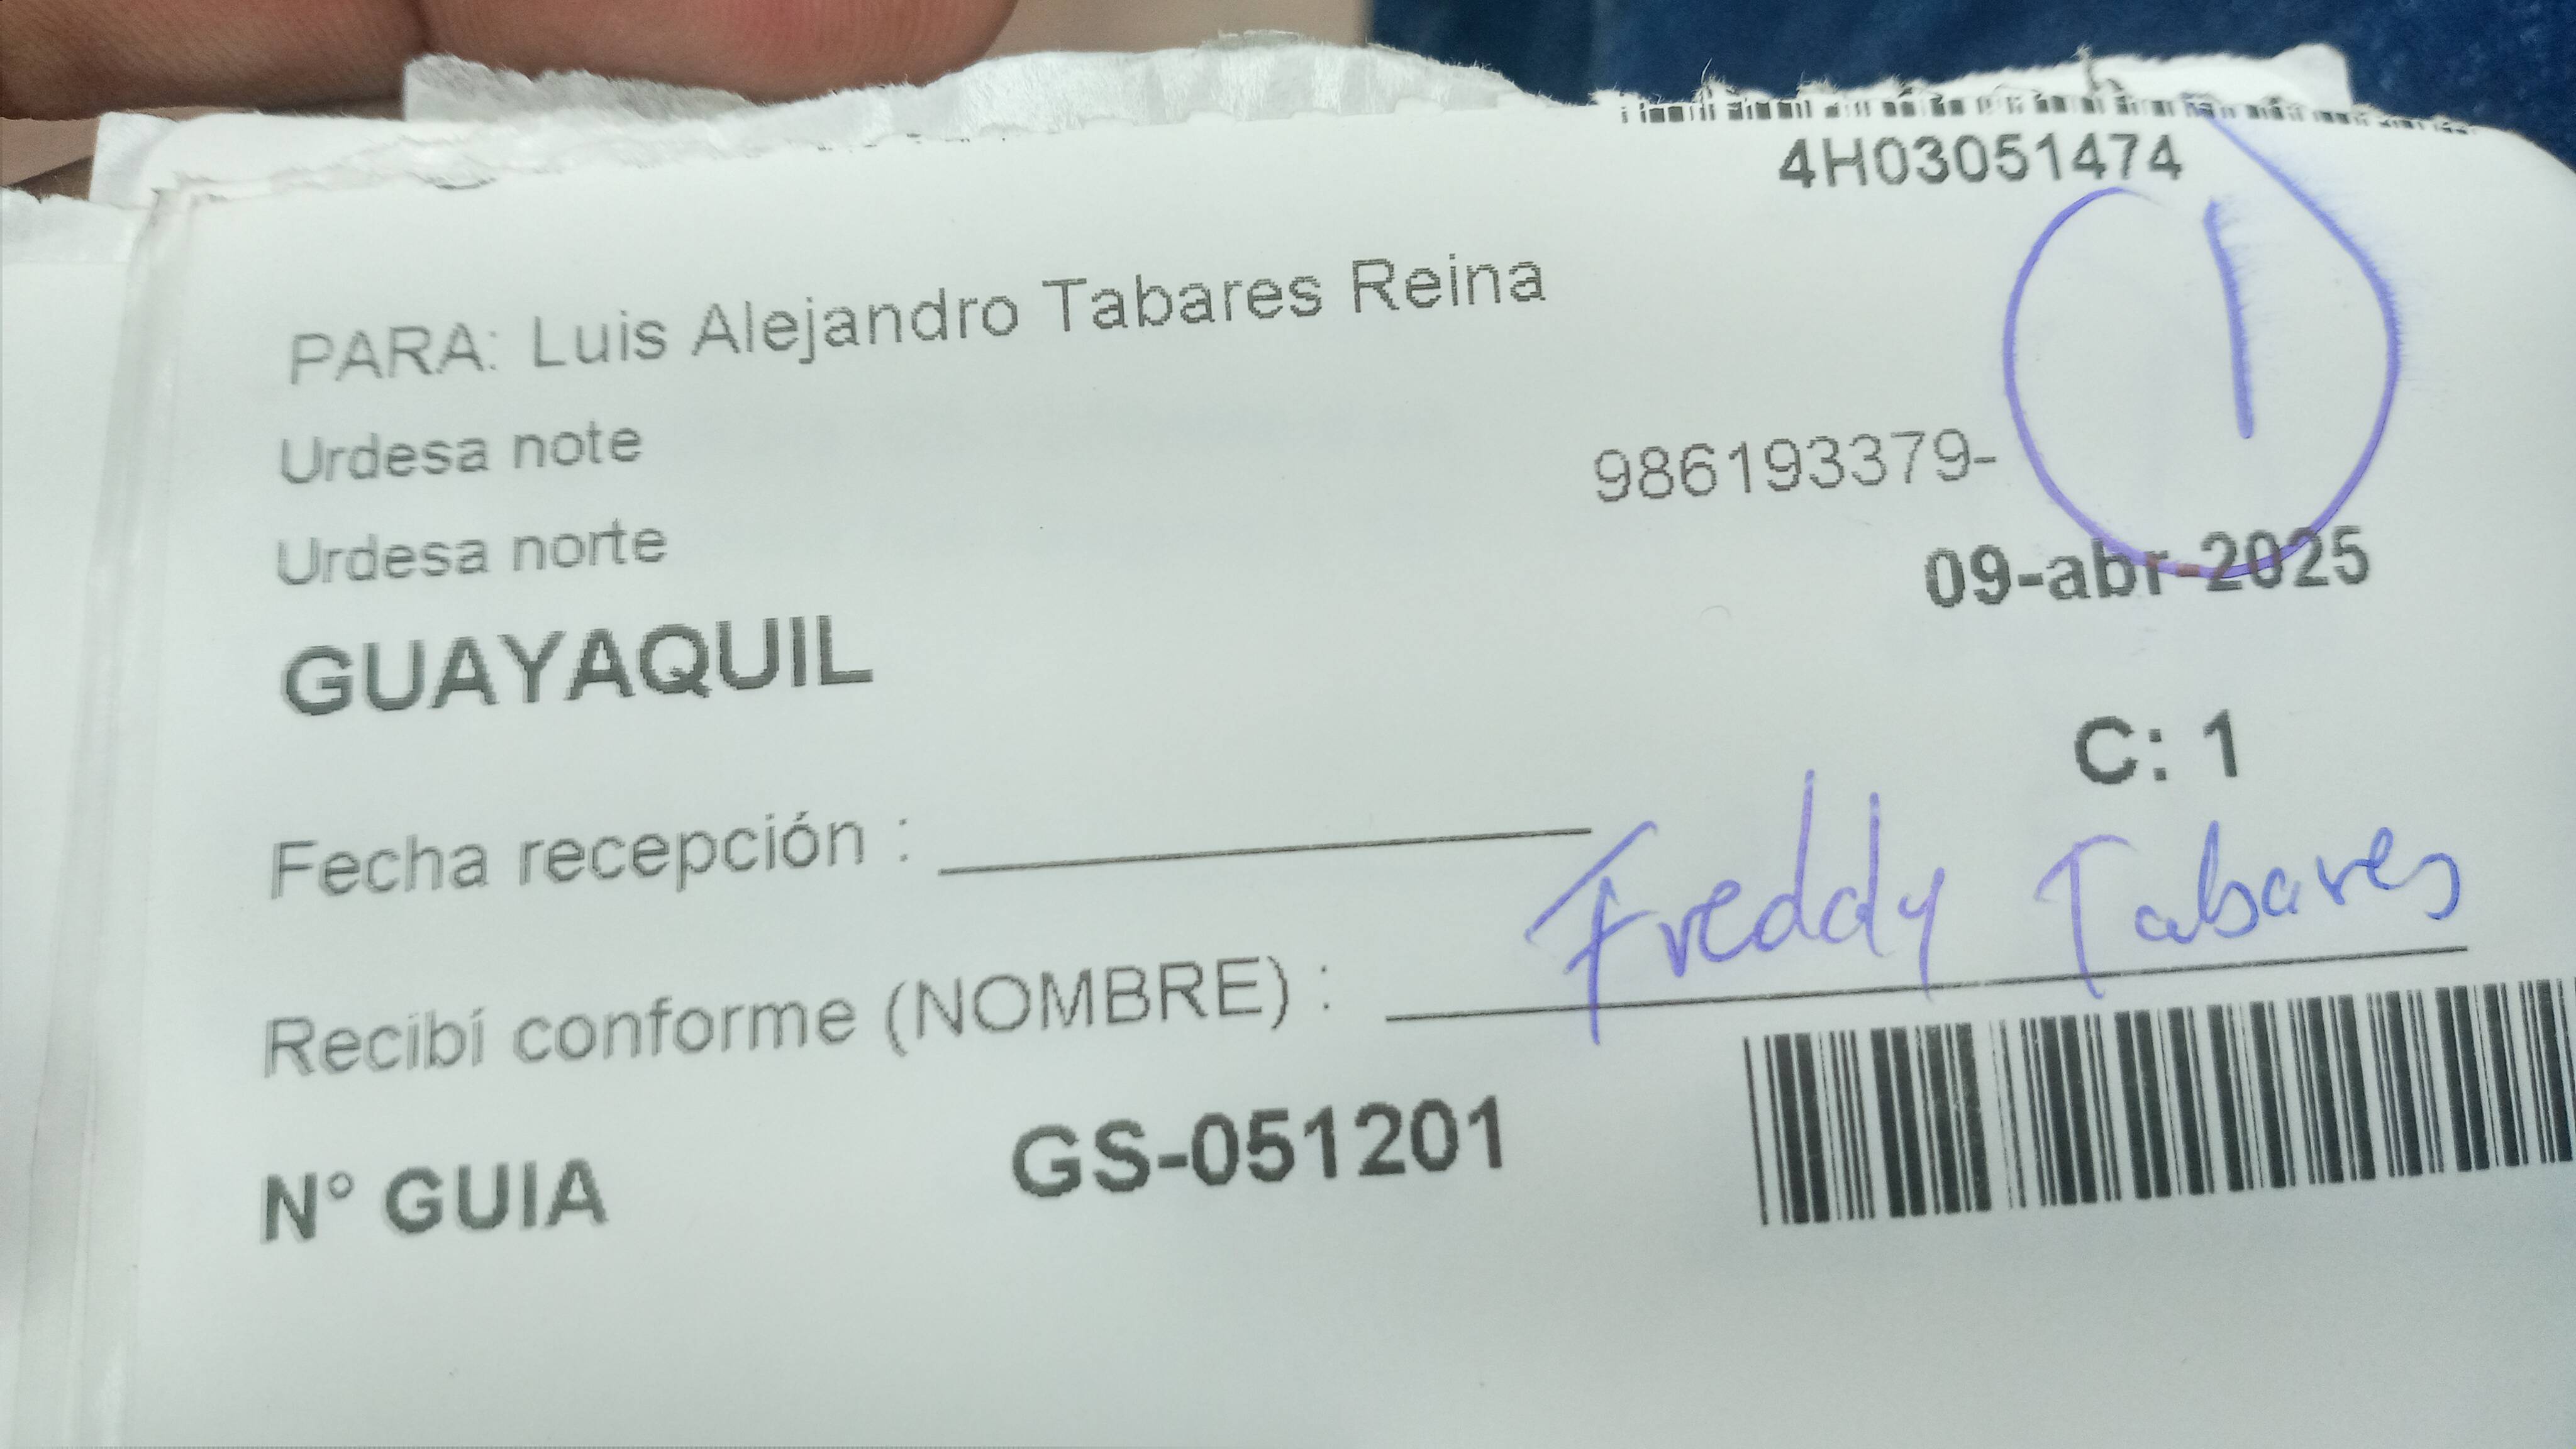 4H03051474
1
PARA: Luis Alejandro Tabares Reina
Urdesa note
986193379-
Urdesa norte
09-abr-2025
GUAYAQUIL
C: 1
Fecha recepción :
Recibí conforme (NOMBRE) : Freddy Tabares
N° GUIA GS-051201